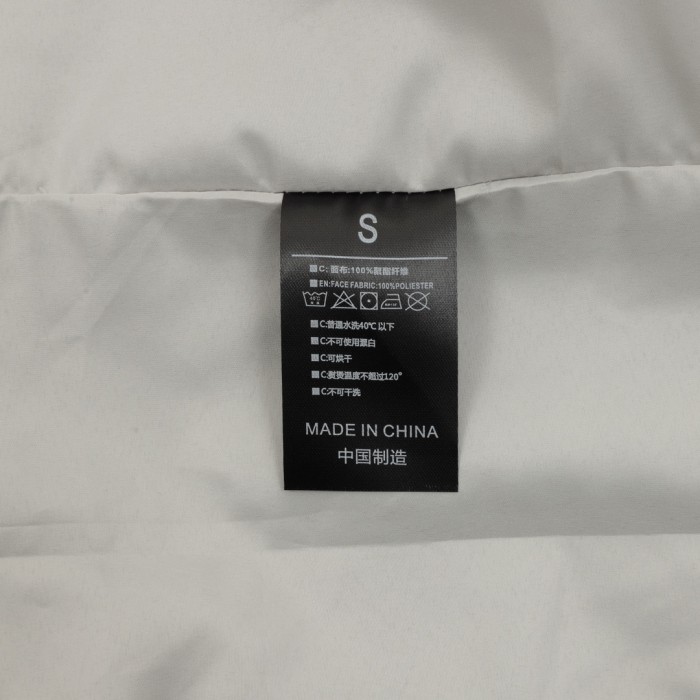 S
C: 面布:100%聚酯纤维
EN:FACE FABRIC:100%POLIESTER
C:普通水洗40℃以下
C:不可使用漂白
C:可烘干
C:熨烫温度不超过120°
C:不可干洗
MADE IN CHINA
中国制造